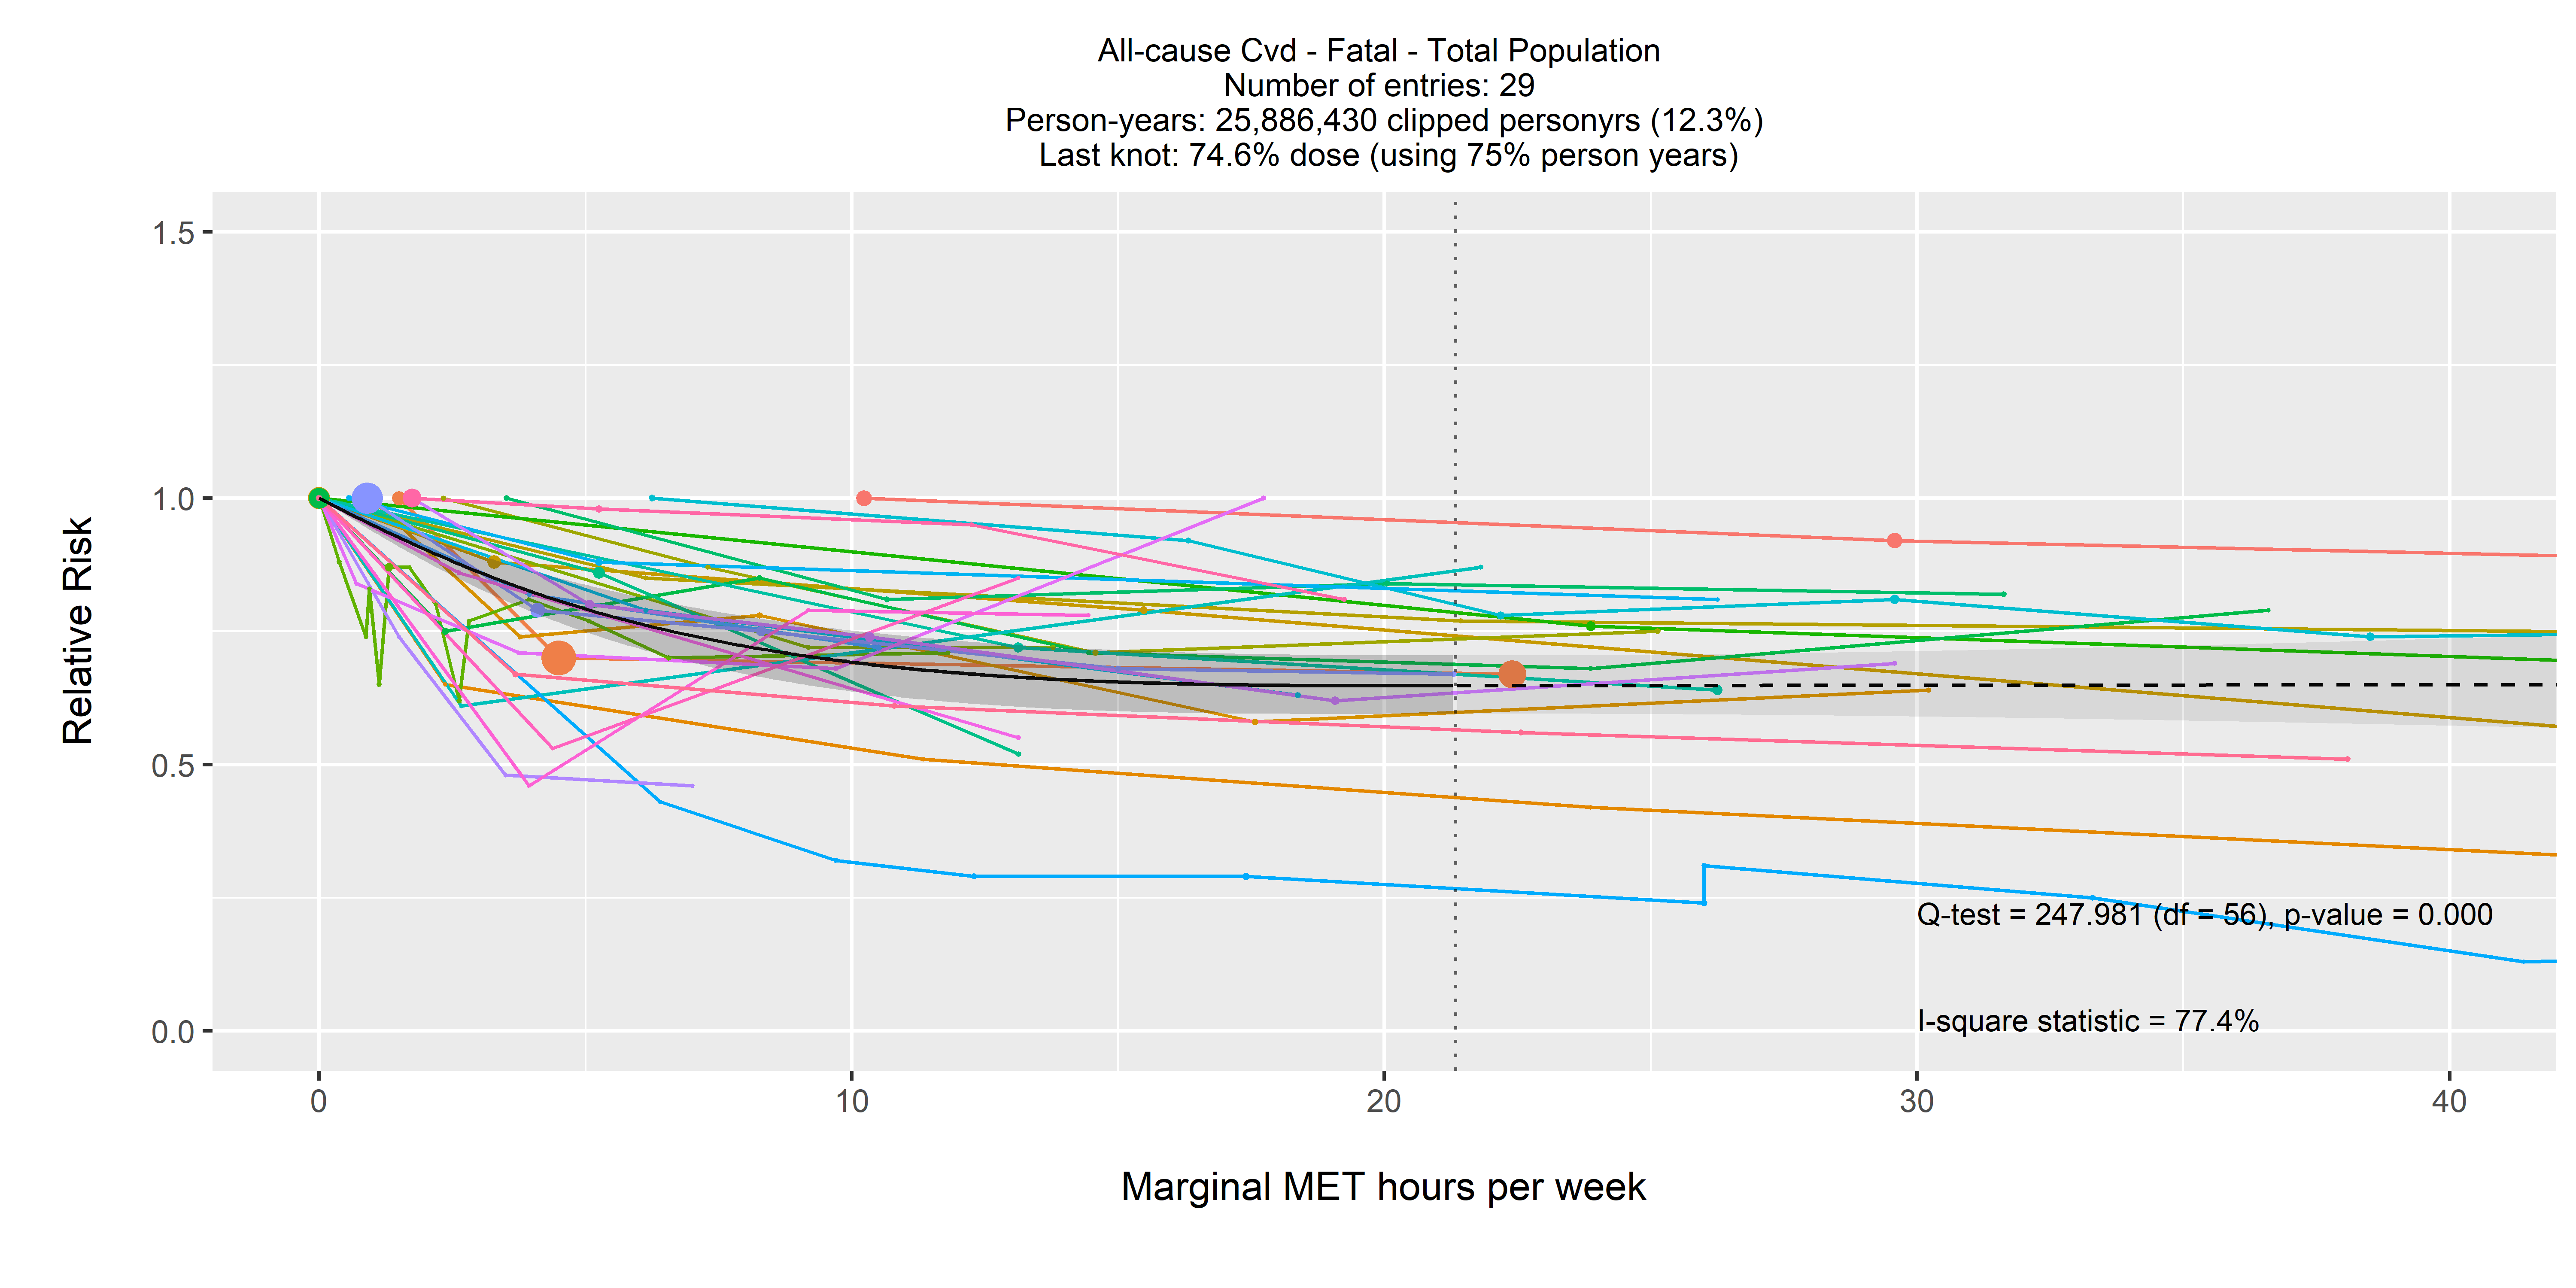 All-cause Cvd - Fatal - Total Population
Number of entries: 29
Person-years: 25,886,430 clipped personyrs (12.3%)
Last knot: 74.6% dose (using 75% person years)
1.5
1.0
0.5
0.0
Relative Risk
Q-test = 247.981 (df = 56), p-value = 0.000
I-square statistic = 77.4%
0 10 20 30 40
Marginal MET hours per week